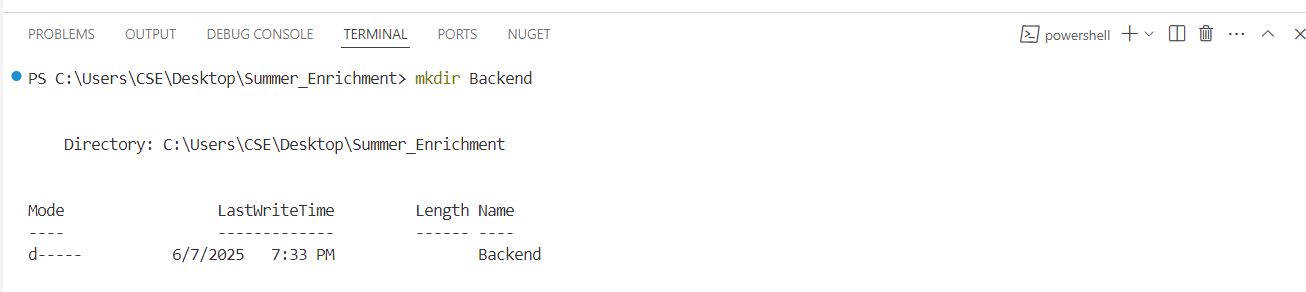 PROBLEMS OUTPUT DEBUG CONSOLE TERMINAL PORTS NUGET powershell
PS C:\Users\CSE\Desktop\Summer_Enrichment> mkdir Backend
Directory: C:\Users\CSE\Desktop\Summer_Enrichment
Mode LastWriteTime Length Name
---- ------------- ------ ----
d----- 6/7/2025 7:33 PM Backend